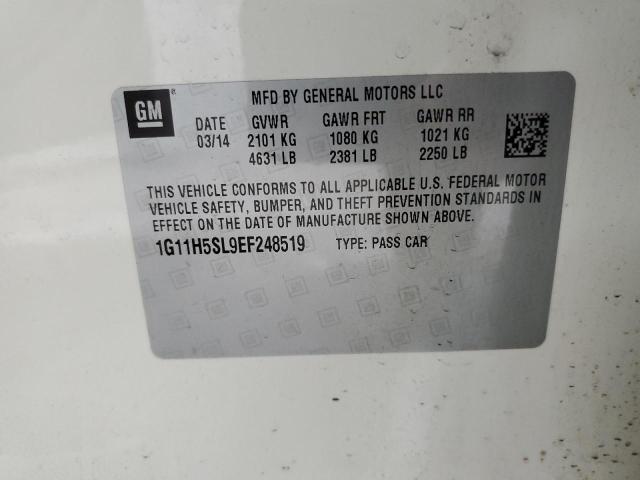 GM
MFD BY GENERAL MOTORS LLC
DATE GVWR GAWR FRT GAWR RR
03/14 2101 KG 1080 KG 1021 KG
4631 LB 2381 LB 2250 LB
THIS VEHICLE CONFORMS TO ALL APPLICABLE U.S. FEDERAL MOTOR
VEHICLE SAFETY, BUMPER, AND THEFT PREVENTION STANDARDS IN
EFFECT ON THE DATE OF MANUFACTURE SHOWN ABOVE.
1G11H5SL9EF248519 TYPE: PASS CAR